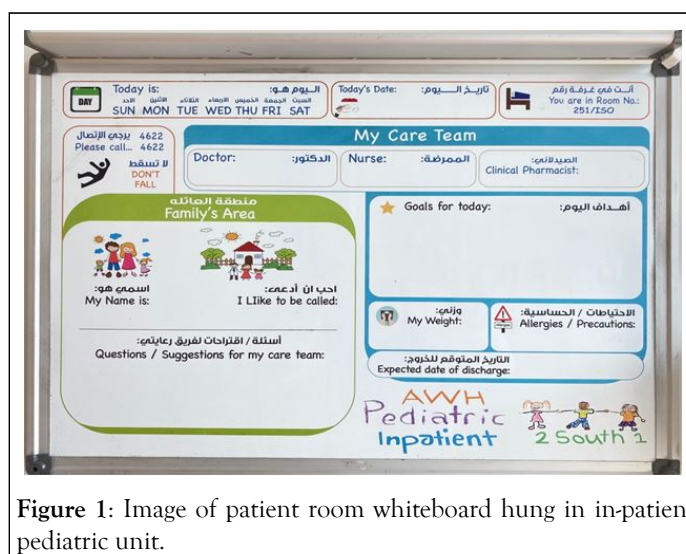 Today is: اليوم هو: Today's Date: تاريخ اليوم: أنت في غرفة رقم
DAY الاحد الاثنين الثلاثاء الاربعاء الخميس الجمعة السبت You are in Room No.:
SUN MON TUE WED THU FRI SAT 251/ISO
4622 يرجى الإتصال
Please call... 4622
لا تسقط
DON'T
FALL
My Care Team
Doctor: الدكتور: Nurse: الممرضة: الصيدلاني:
Clinical Pharmacist:
منطقة العائله
Family's Area
اسمي هو: احب ان أدعى:
My Name is: I LIike to be called:
أسئلة / اقتراحات لفريق رعايتي:
Questions / Suggestions for my care team:
Goals for today: أهداف اليوم:
وزني: الاحتياطات / الحساسية:
My Weight: Allergies / Precautions:
التاريخ المتوقع للخروج:
Expected date of discharge:
AWH
Pediatric
Inpatient 2 South 1
Figure 1: Image of patient room whiteboard hung in in-patien
pediatric unit.